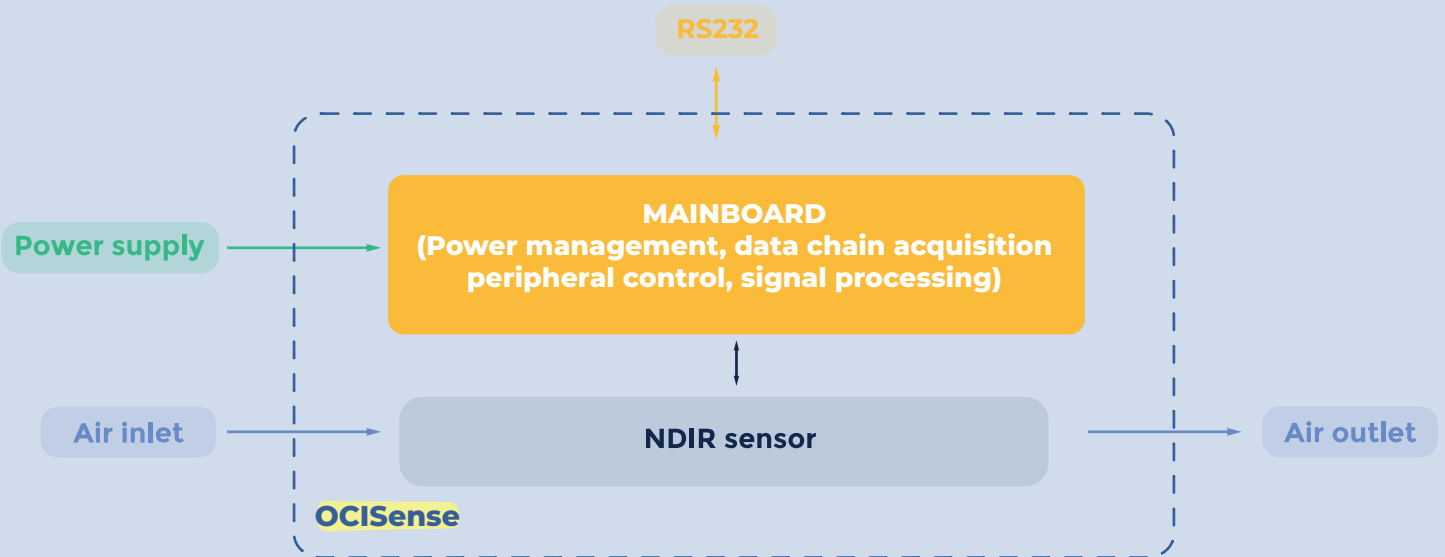 RS232
MAINBOARD
(Power management, data chain acquisition
peripheral control, signal processing)
Power supply
Air inlet
NDIR sensor
Air outlet
OCISense